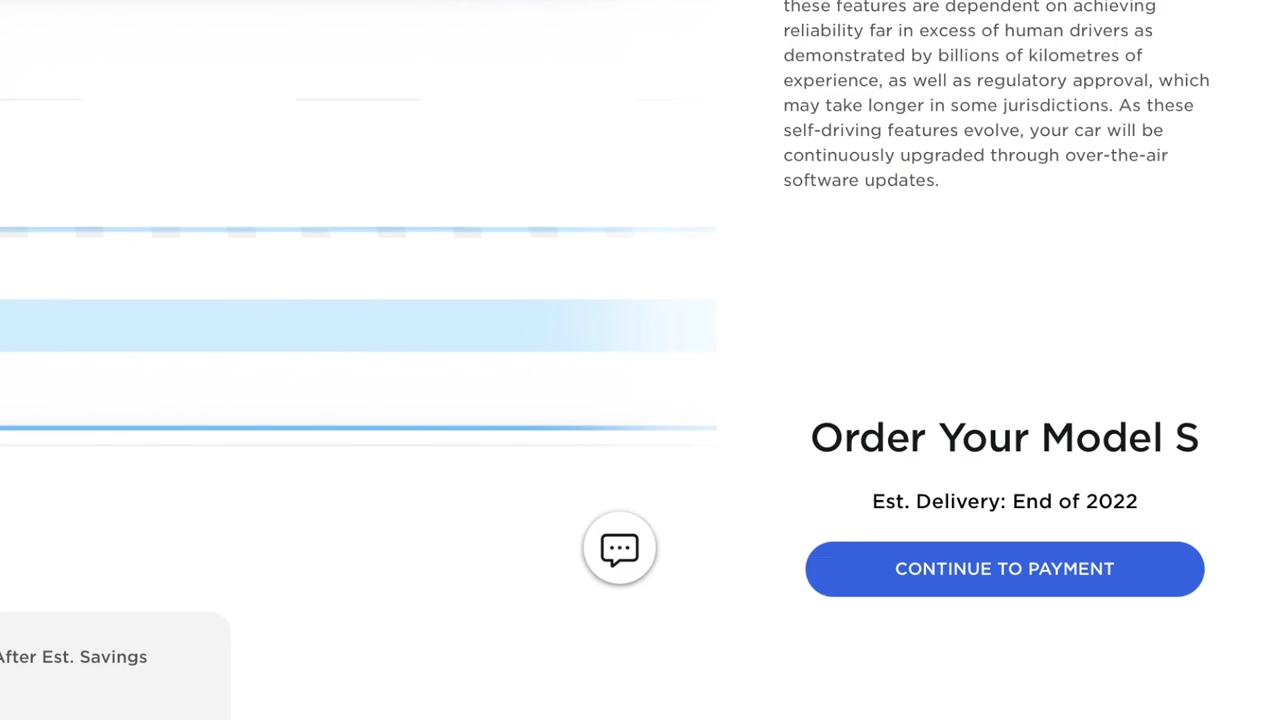 these features are dependent on achieving
reliability far in excess of human drivers as
demonstrated by billions of kilometres of
experience, as well as regulatory approval, which
may take longer in some jurisdictions. As these
self-driving features evolve, your car will be
continuously upgraded through over-the-air
software updates.
Order Your Model S
Est. Delivery: End of 2022
CONTINUE TO PAYMENT
After Est. Savings